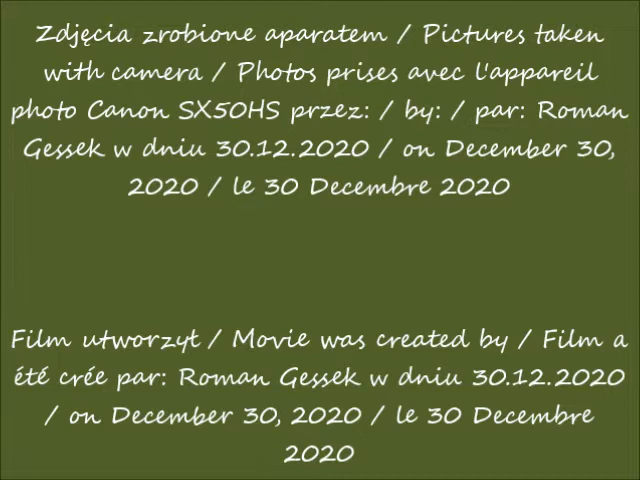 Zdjęcia zrobione aparatem / Pictures taken
with camera / Photos prises avec l'appareil
photo Canon SX50HS przez: / by: / par: Roman
Gessek w dniu 30.12.2020 / on December 30,
2020 / le 30 Decembre 2020
Film utworzył / Movie was created by / Film a
été crée par: Roman Gessek w dniu 30.12.2020
/ on December 30, 2020 / le 30 Decembre
2020